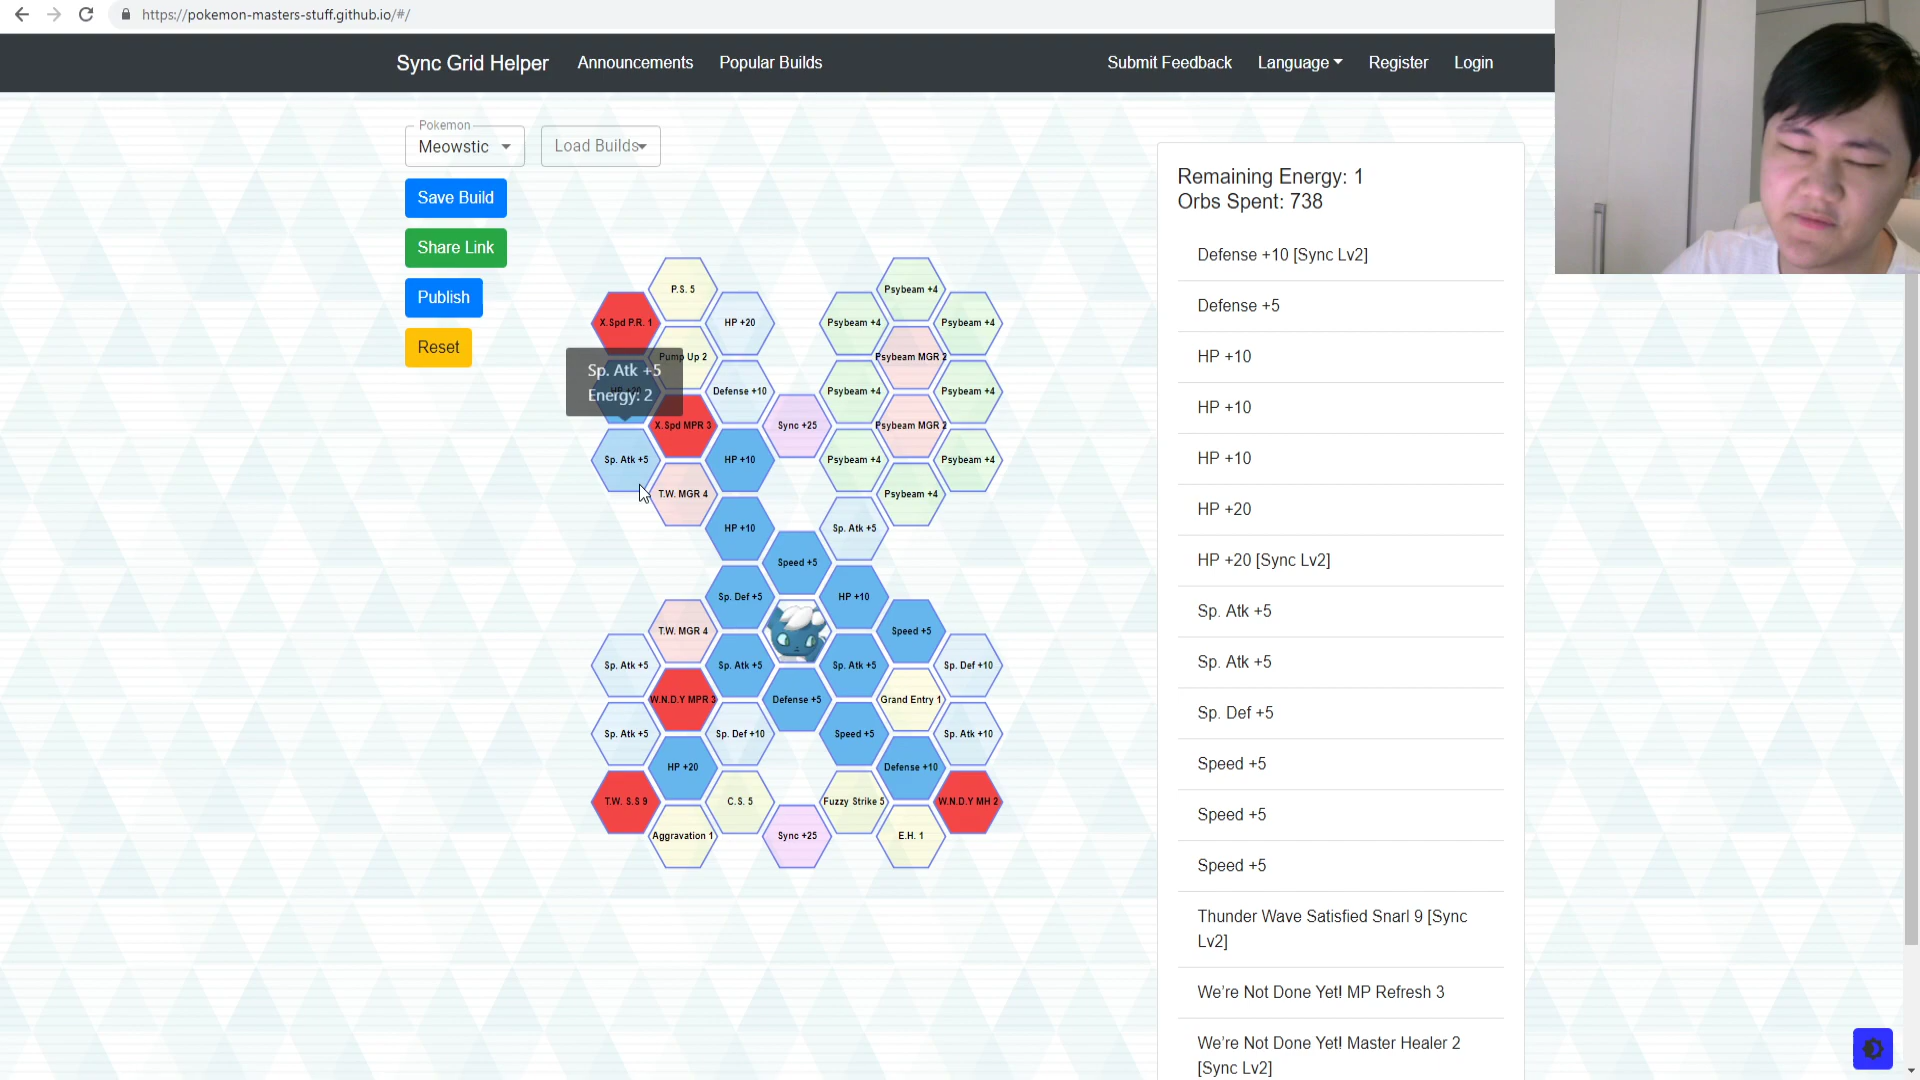 https://pokemon-masters-stuff.github.io/#/
Sync Grid Helper
Announcements
Popular Builds
Submit Feedback
Language
Register
Login
Pokemon
Meowstic
Load Builds
Save Build
Share Link
Publish
Reset
P.S. 5
Psybeam +4
X.Spd P.R. 1
HP +20
Psybeam +4
Psybeam +4
Pump Up 2
Psybeam MGR 2
Sp. Atk +5
Energy: 2
HP +20
Defense +10
Psybeam +4
Psybeam +4
X.Spd MPR 3
Sync +25
Psybeam MGR 2
Sp. Atk +5
HP +10
Psybeam +4
Psybeam +4
T.W. MGR 4
Psybeam +4
HP +10
Sp. Atk +5
Speed +5
Sp. Def +5
HP +10
T.W. MGR 4
Speed +5
Sp. Atk +5
Sp. Atk +5
Sp. Atk +5
Sp. Def +10
W.N.D.Y MPR 3
Defense +5
Grand Entry 1
Sp. Atk +5
Sp. Def +10
Speed +5
Sp. Atk +10
HP +20
Defense +10
T.W. S.S 9
C.S. 5
Fuzzy Strike 5
W.N.D.Y MH 2
Aggravation 1
Sync +25
E.H. 1
Remaining Energy: 1
Orbs Spent: 738
Defense +10 [Sync Lv2]
Defense +5
HP +10
HP +10
HP +10
HP +20
HP +20 [Sync Lv2]
Sp. Atk +5
Sp. Atk +5
Sp. Def +5
Speed +5
Speed +5
Speed +5
Thunder Wave Satisfied Snarl 9 [Sync
Lv2]
We're Not Done Yet! MP Refresh 3
We're Not Done Yet! Master Healer 2
[Sync Lv2]